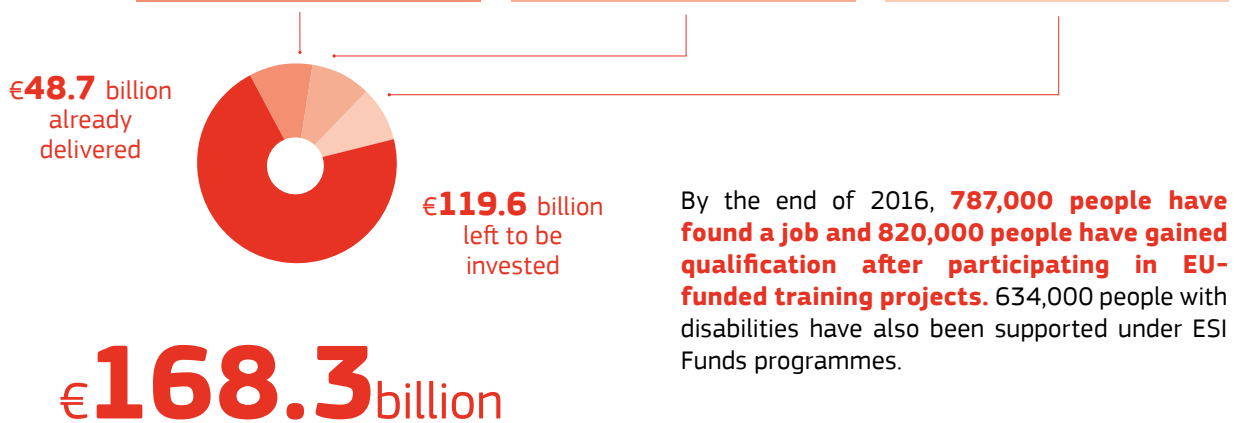 €48.7 billion
already
delivered
€119.6 billion
left to be
invested
€168.3billion
By the end of 2016, 787,000 people have
found a job and 820,000 people have gained
qualification after participating in EU-
funded training projects. 634,000 people with
disabilities have also been supported under ESI
Funds programmes.